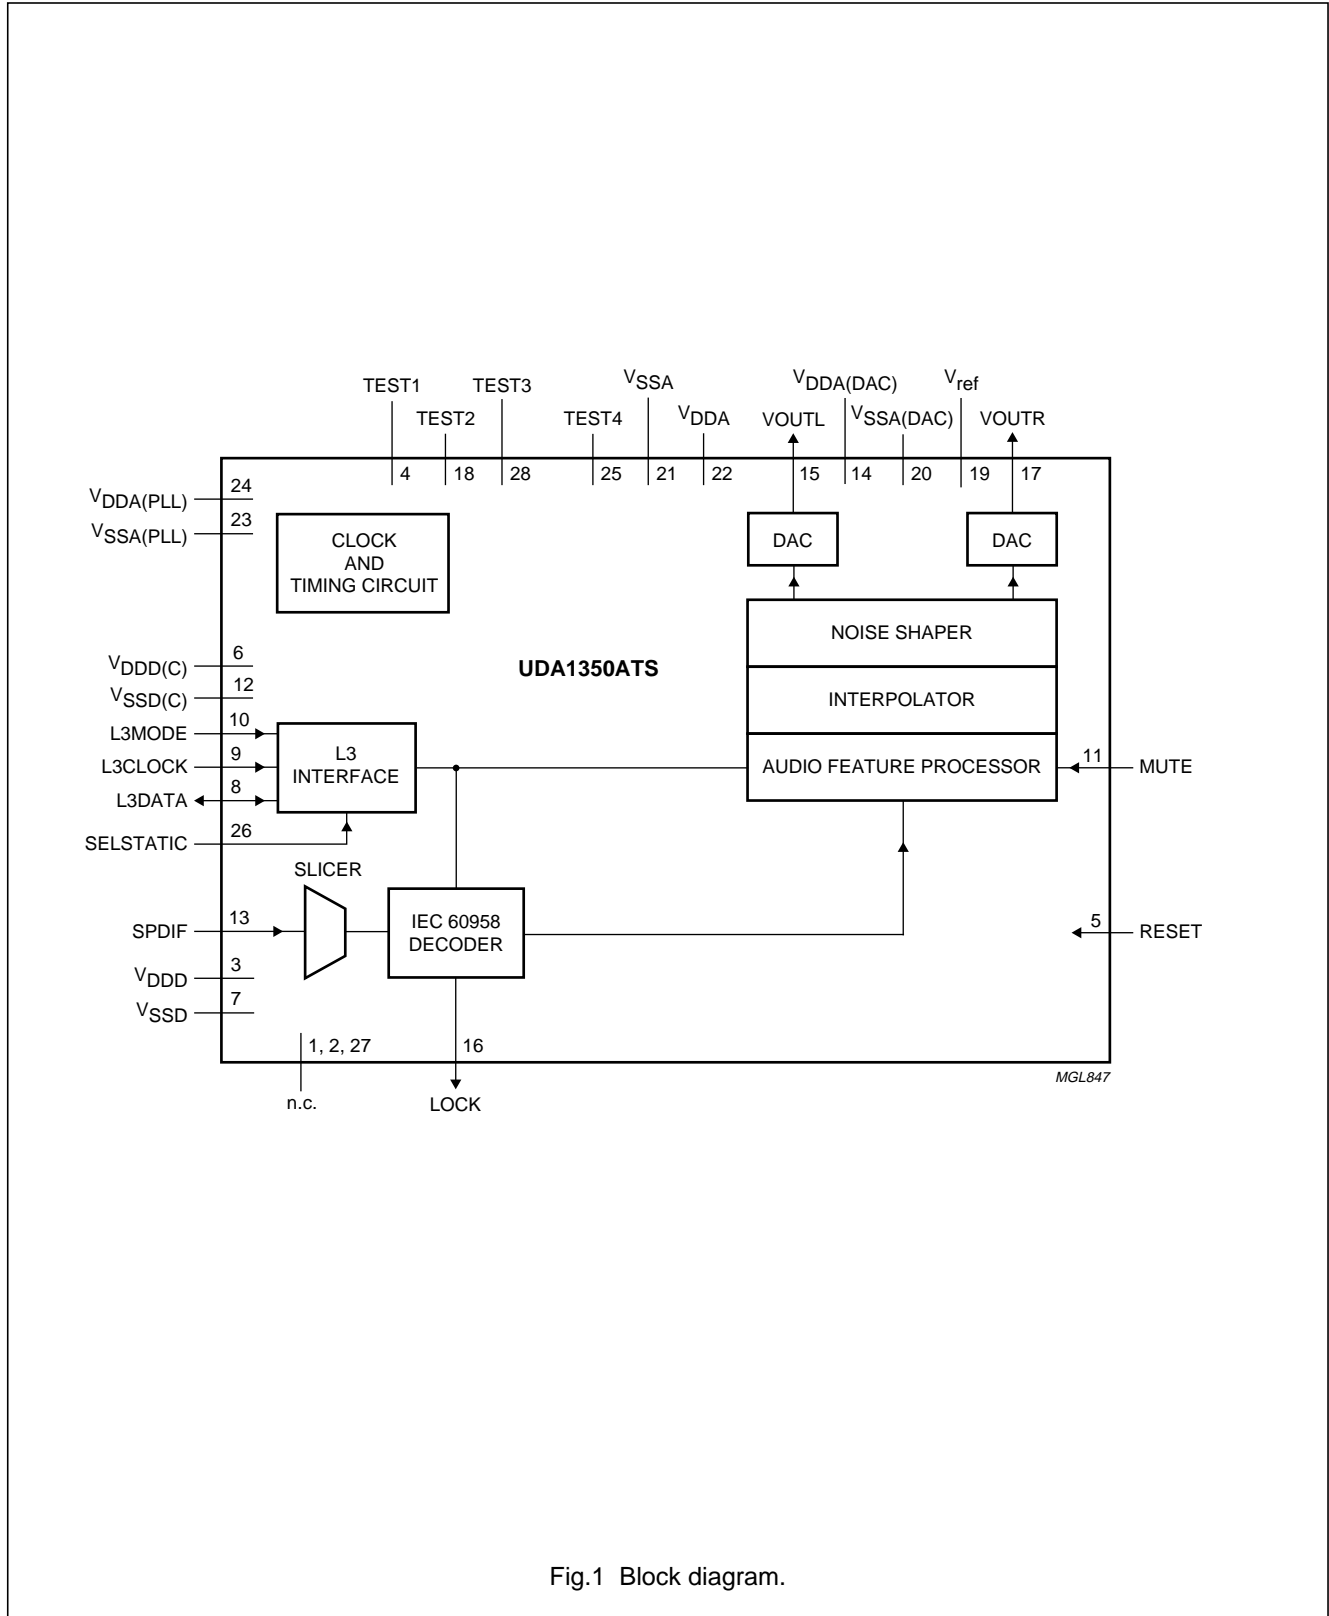 VSSA
VDDA(DAC)
Vref
TEST1
TEST3
TEST2
TEST4
VDDA
VOUTL
VSSA(DAC)
VOUTR
4
18
28
25
21
22
15
14
20
19
17
VDDA(PLL)
24
VSSA(PLL)
23
CLOCK
AND
TIMING CIRCUIT
DAC
DAC
NOISE SHAPER
VDDD(C)
6
UDA1350ATS
VSSD(C)
12
INTERPOLATOR
L3MODE
10
L3CLOCK
9
L3DATA
8
L3
INTERFACE
AUDIO FEATURE PROCESSOR
11
MUTE
SELSTATIC
26
SLICER
SPDIF
13
IEC 60958
DECODER
5
RESET
VDDD
3
VSSD
7
1, 2, 27
16
MGL847
n.c.
LOCK
Fig.1 Block diagram.